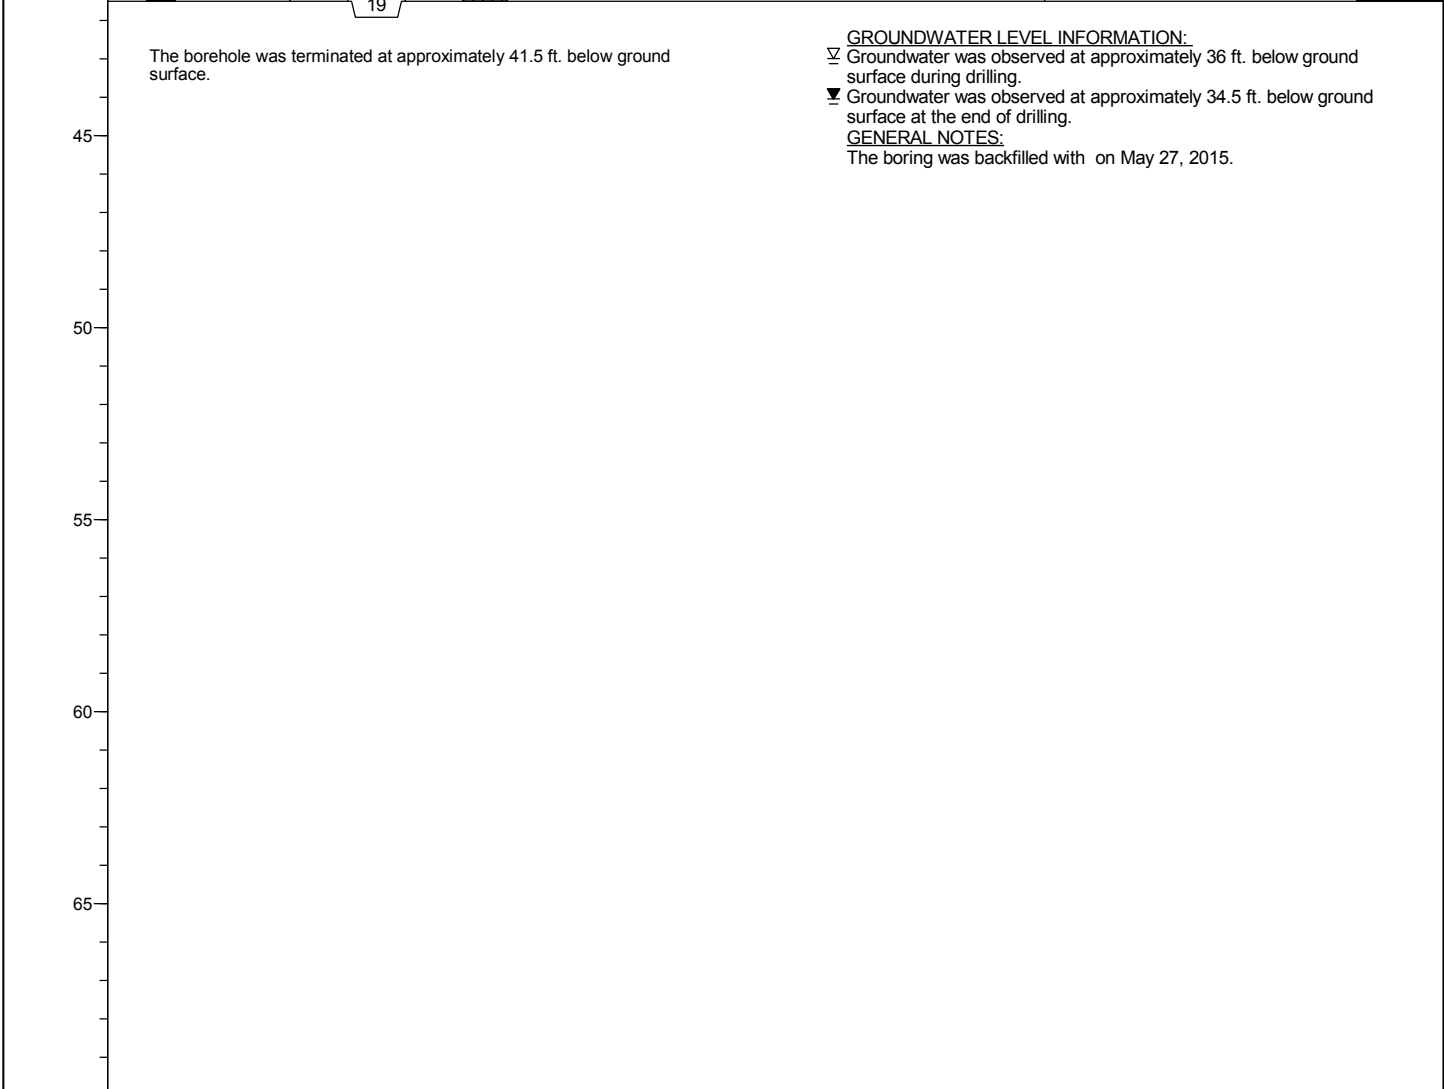 19
The borehole was terminated at approximately 41.5 ft. below ground
surface.
GROUNDWATER LEVEL INFORMATION:
Groundwater was observed at approximately 36 ft. below ground
surface during drilling.
Groundwater was observed at approximately 34.5 ft. below ground
surface at the end of drilling.
GENERAL NOTES:
The boring was backfilled with  on May 27, 2015.
45
50
55
60
65